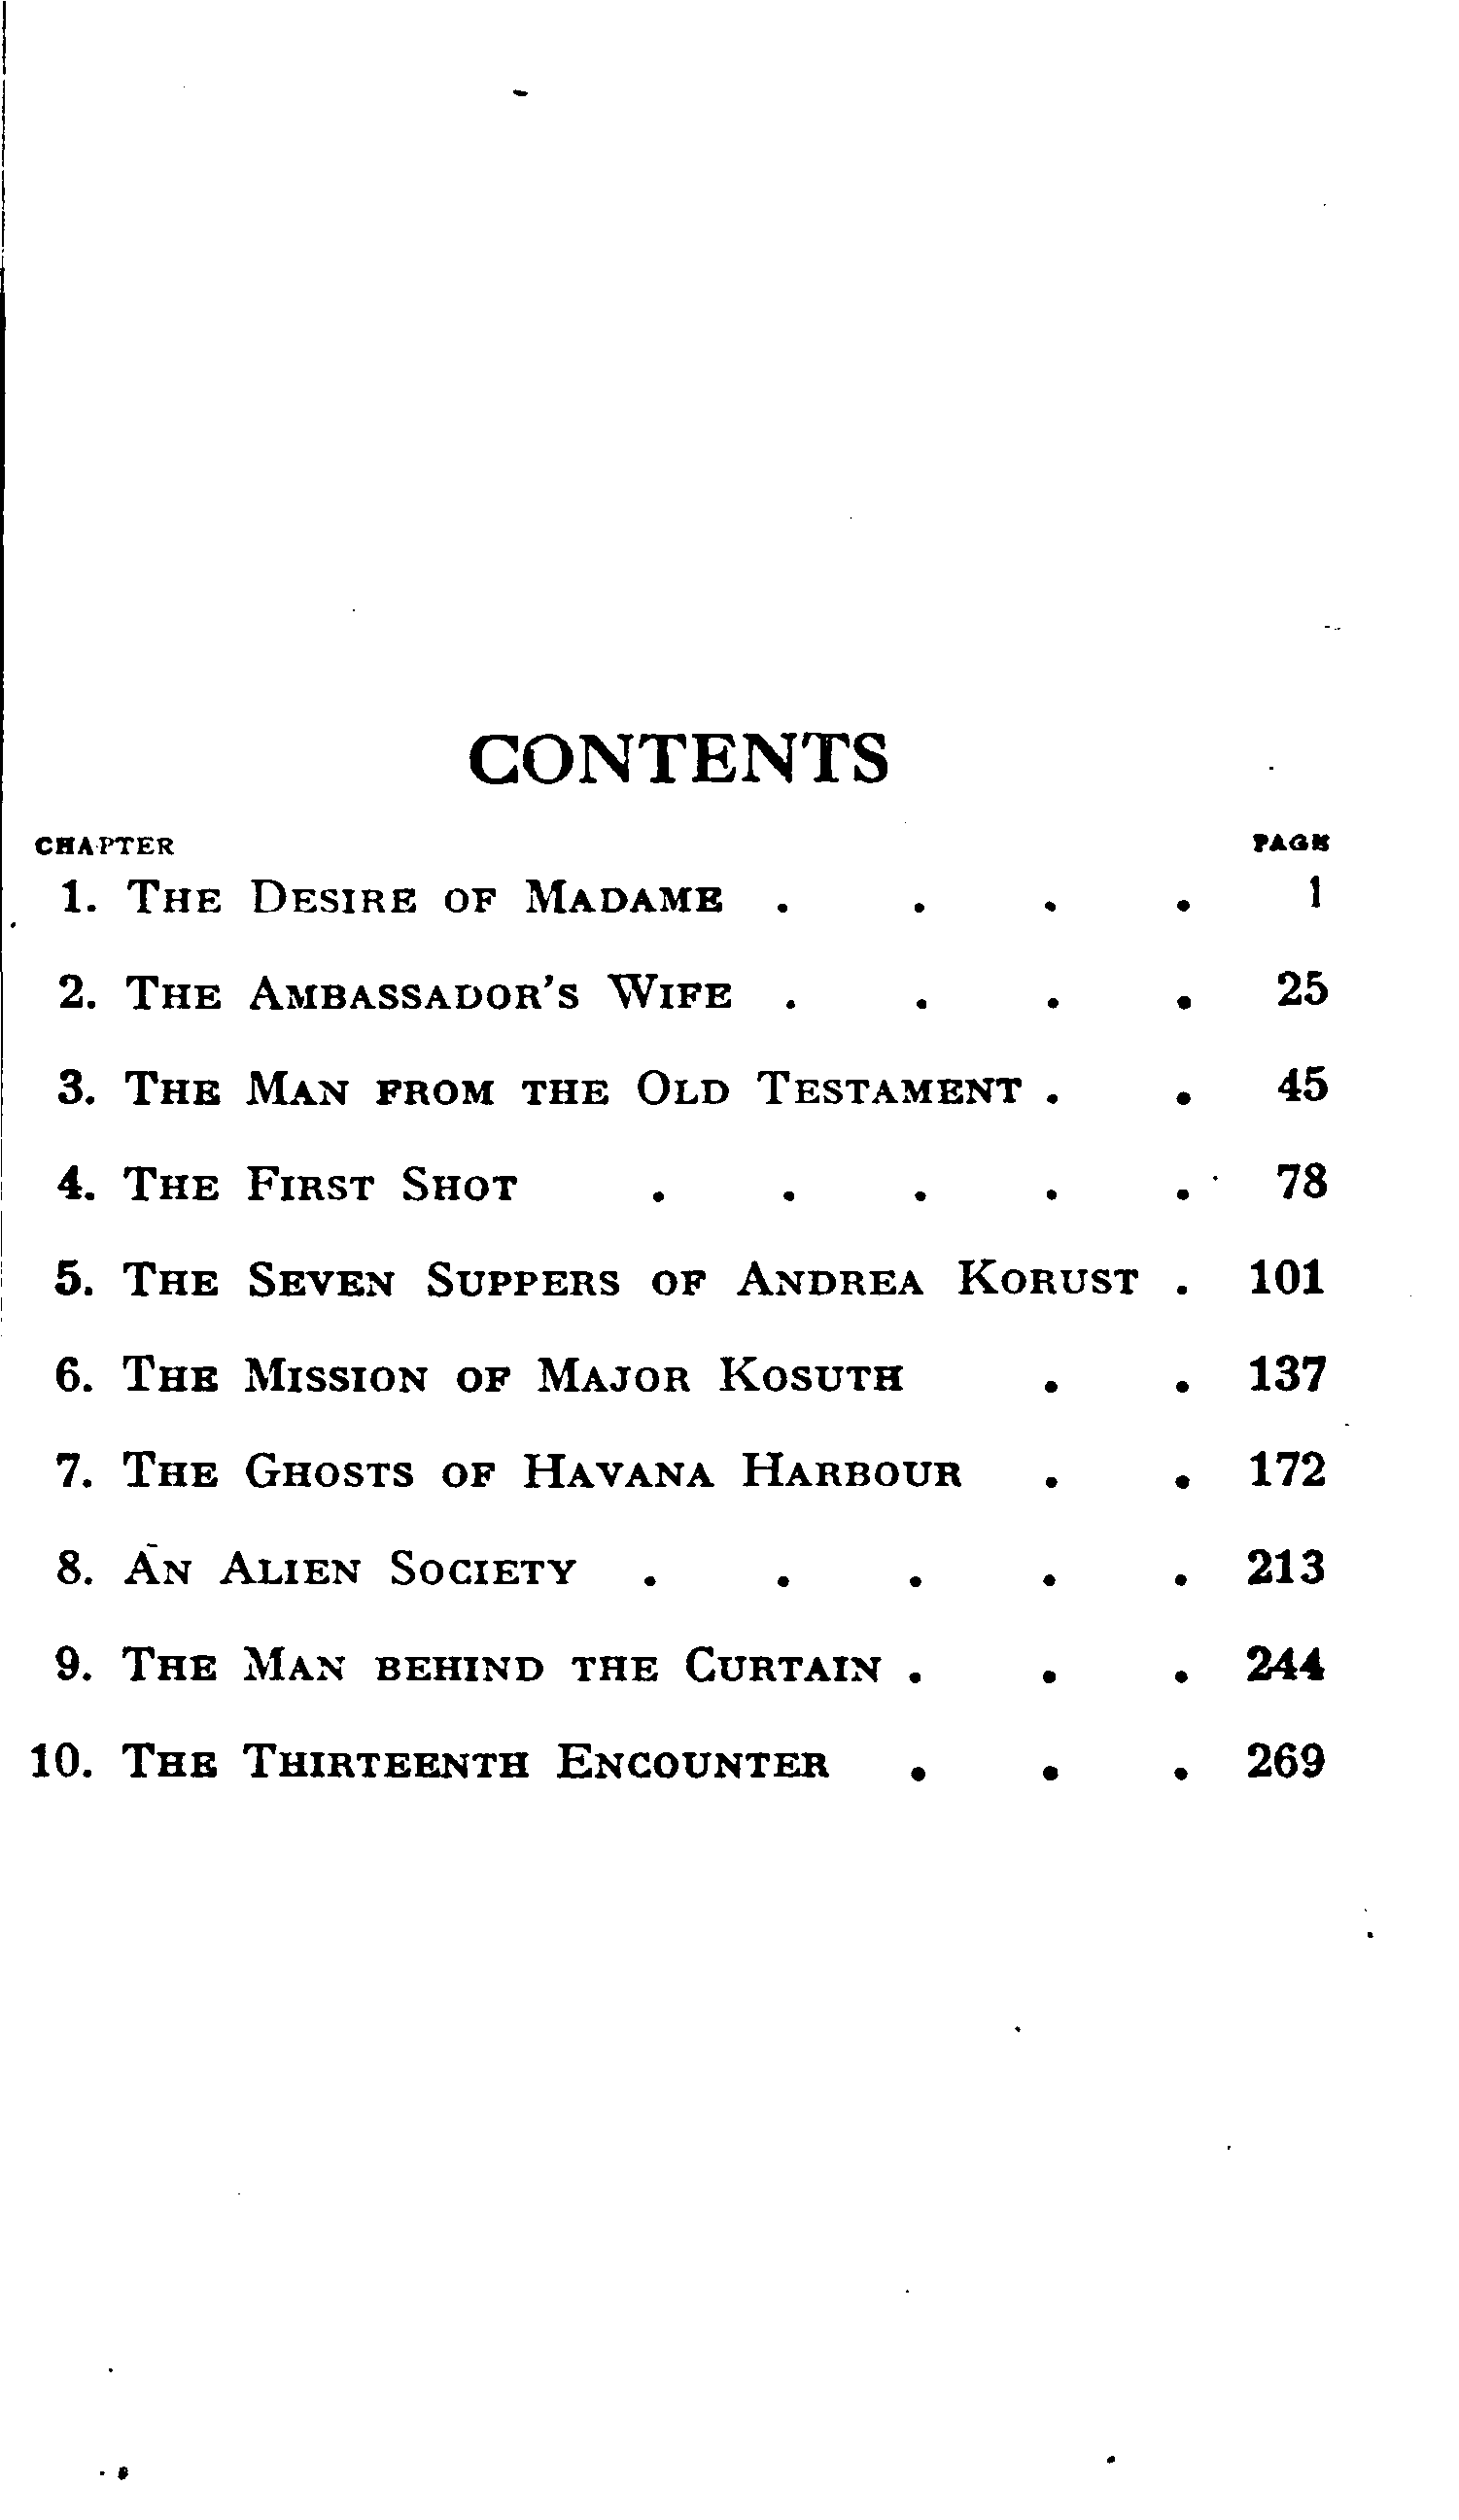 CONTENTS
CHAPTER PAGE
1. THE DESIRE OF MADAME . . . . 1
2. THE AMBASSADOR'S WIFE . . . . 25
3. THE MAN FROM THE OLD TESTAMENT . . 45
4. THE FIRST SHOT . . . . . 78
5. THE SEVEN SUPPERS OF ANDREA KORUST . 101
6. THE MISSION OF MAJOR KOSUTH . . 137
7. THE GHOSTS OF HAVANA HARBOUR . . 172
8. AN ALIEN SOCIETY . . . . . 213
9. THE MAN BEHIND THE CURTAIN . . . 244
10. THE THIRTEENTH ENCOUNTER . . . 269